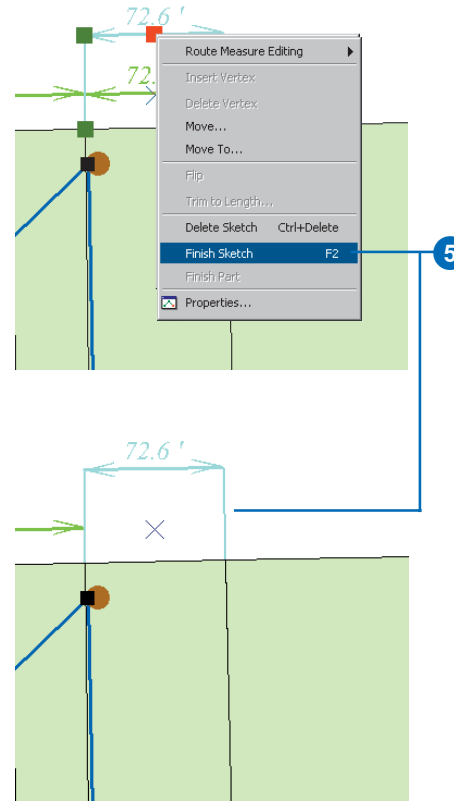 72.6 '
72.
Route Measure Editing
Insert Vertex
Delete Vertex
Move...
Move To...
Flip
Trim to Length...
Delete Sketch Ctrl+Delete
Finish Sketch F2
Finish Part
Properties...
5
72.6 '